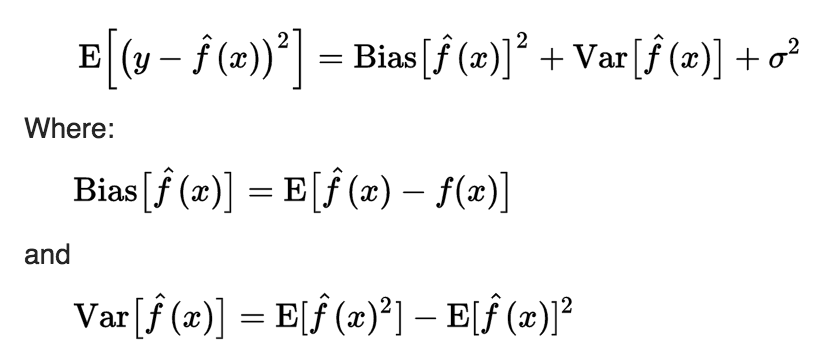 E[(y − f̂(x))²] = Bias[f̂(x)]² + Var[f̂(x)] + σ²
Where:
Bias[f̂(x)] = E[f̂(x) − f(x)]
and
Var[f̂(x)] = E[f̂(x)²] − E[f̂(x)]²